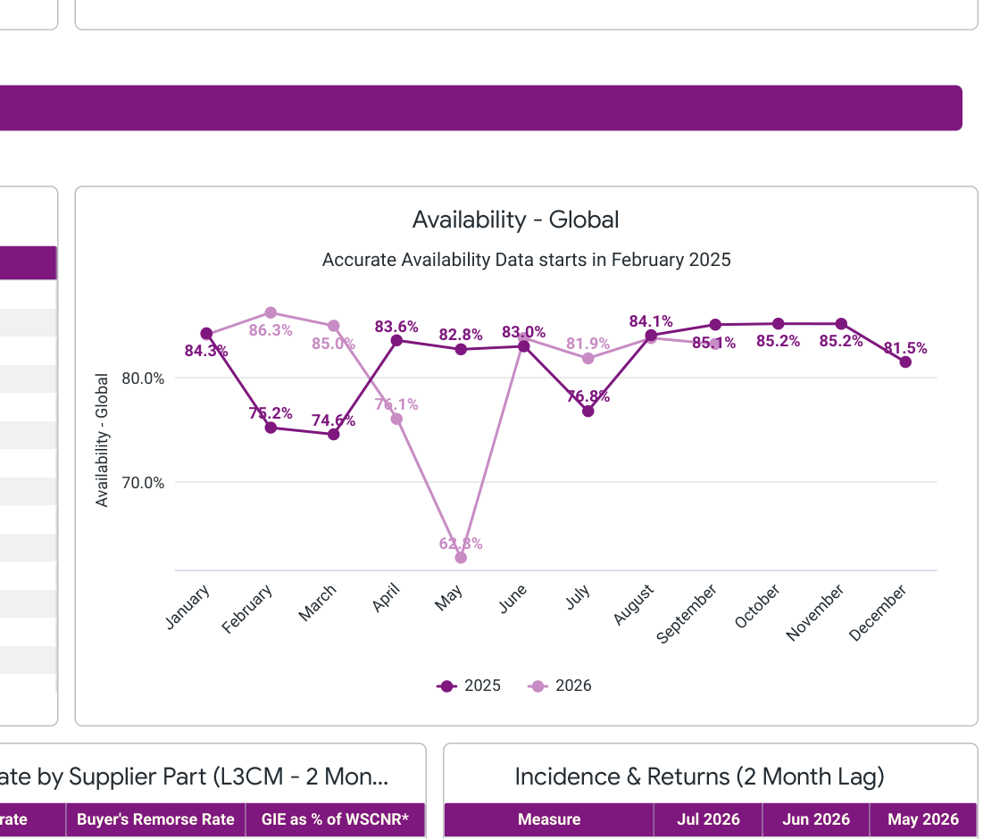 Availability - Global
Accurate Availability Data starts in February 2025
Availability - Global
80.0%
70.0%
84.3%
86.3%
85.0%
75.2%
74.6%
83.6%
76.1%
82.8%
62.8%
83.0%
81.9%
76.8%
84.1%
85.1%
85.2%
85.2%
81.5%
January
February
March
April
May
June
July
August
September
October
November
December
2025
2026
ate by Supplier Part (L3CM - 2 Mon...
rate
Buyer's Remorse Rate
GIE as % of WSCNR*
Incidence & Returns (2 Month Lag)
Measure
Jul 2026
Jun 2026
May 2026